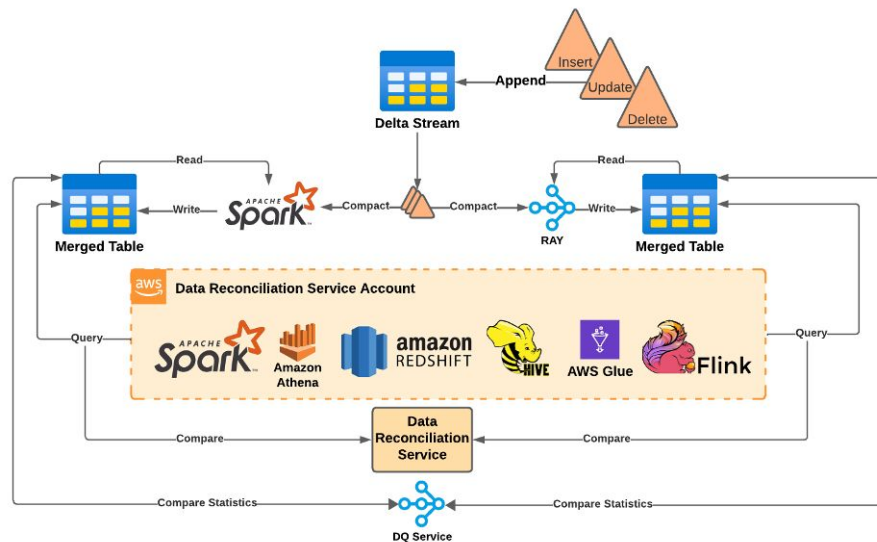 Insert
Append
Update
Delete
Delta Stream
Read
Read
APACHE
Spark
Write
Compact
Compact
Write
RAY
Merged Table
Merged Table
aws
Data Reconciliation Service Account
Query
Query
APACHE
Spark
Amazon
Athena
amazon
REDSHIFT
HIVE
AWS Glue
Flink
Data
Reconciliation
Service
Compare
Compare
Compare Statistics
Compare Statistics
DQ Service